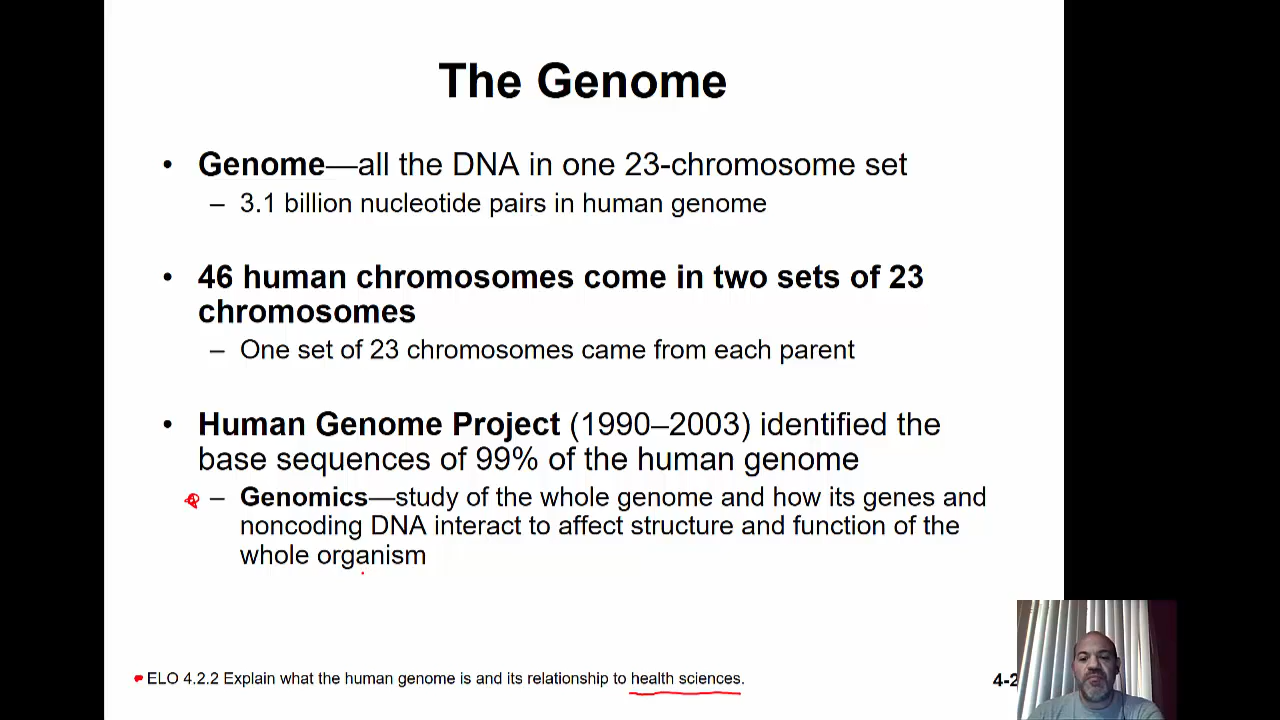 The Genome
• Genome—all the DNA in one 23-chromosome set
– 3.1 billion nucleotide pairs in human genome
• 46 human chromosomes come in two sets of 23
chromosomes
– One set of 23 chromosomes came from each parent
• Human Genome Project (1990–2003) identified the
base sequences of 99% of the human genome
– Genomics—study of the whole genome and how its genes and
noncoding DNA interact to affect structure and function of the
whole organism
ELO 4.2.2 Explain what the human genome is and its relationship to health sciences.
4-2